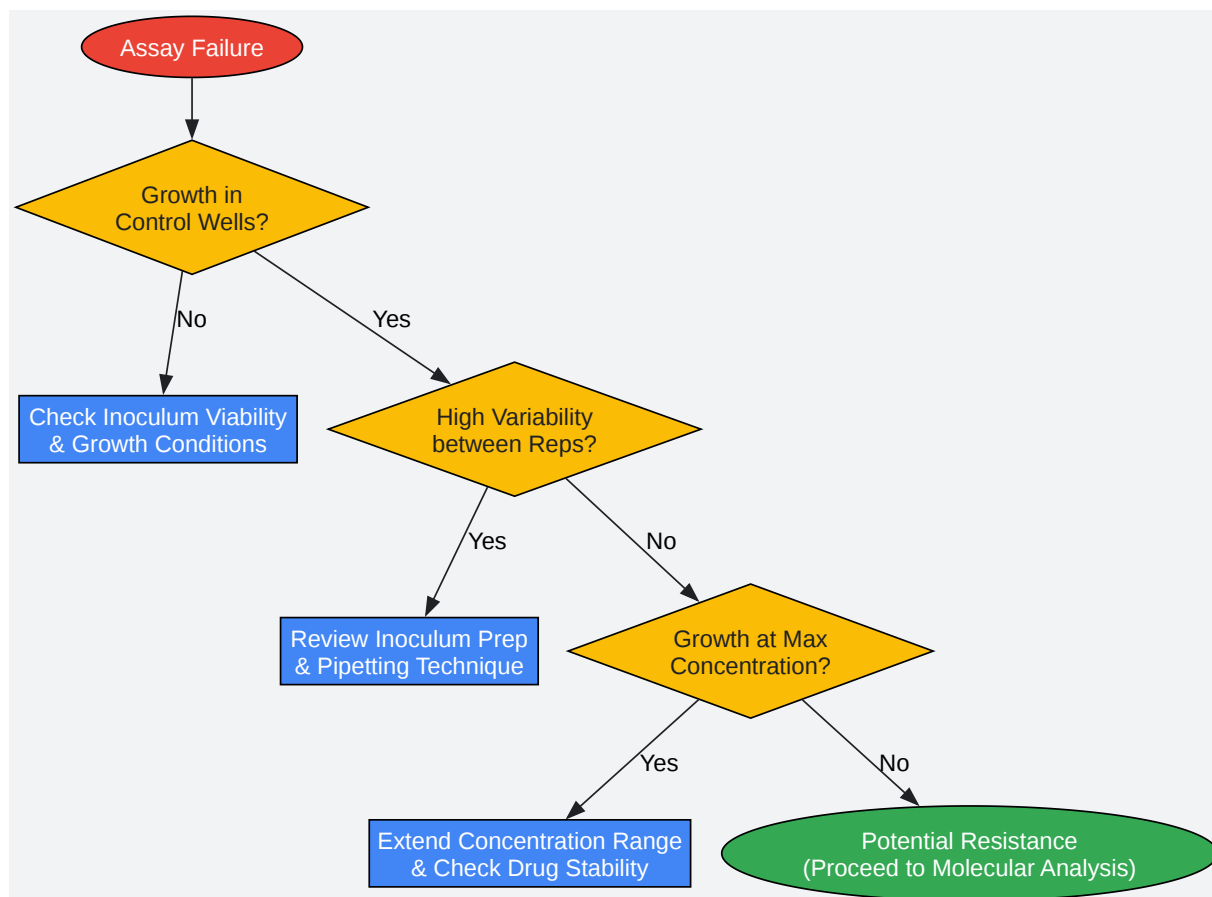 Assay Failure
Growth in
Control Wells?
No
Yes
Check Inoculum Viability
& Growth Conditions
High Variability
between Reps?
Yes
No
Review Inoculum Prep
& Pipetting Technique
Growth at Max
Concentration?
Yes
No
Extend Concentration Range
& Check Drug Stability
Potential Resistance
(Proceed to Molecular Analysis)